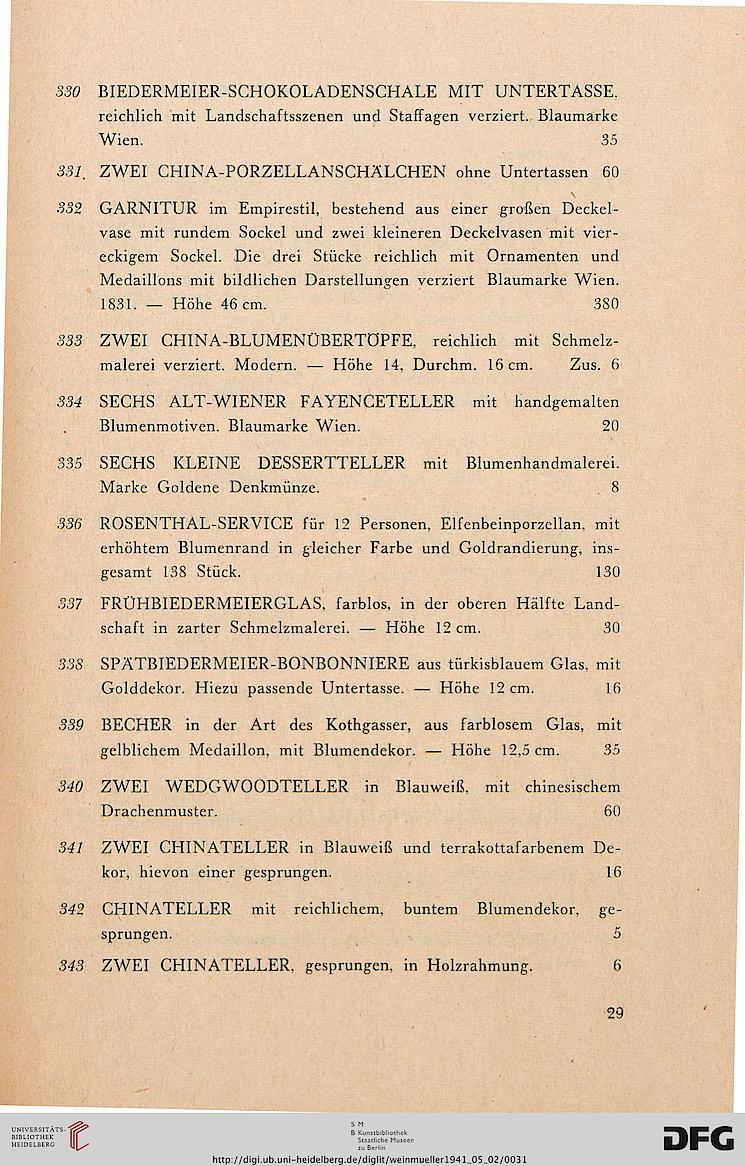 330 BIEDERMEIER-SCHOKOLADENSCHALE MIT UNTERTASSE,
reichlich mit Landschaftsszenen und Staffagen verziert. Blaumarke
Wien. 35
331. ZWEI CHINA-PORZELLANSCHÄLCHEN ohne Untertassen 60
332 GARNITUR im Empirestil, bestehend aus einer großen Deckel-
vase mit rundem Sockel und zwei kleineren Deckelvasen mit vier-
eckigem Sockel. Die drei Stücke reichlich mit Ornamenten und
Medaillons mit bildlichen Darstellungen verziert Blaumarke Wien.
1831. — Höhe 46 cm. 380
333 ZWEI CHINA-BLUMENÜBERTÖPFE, reichlich mit Schmelz-
malerei verziert. Modern. — Höhe 14, Durchm. 16 cm. Zus. 6
334 SECHS ALT-WIENER FAYENCETELLER mit handgemalten
Blumenmotiven. Blaumarke Wien. 20
335 SECHS KLEINE DESSERTTELLER mit Blumenhandmalerei.
Marke Goldene Denkmünze. 8
336 ROSENTHAL-SERVICE für 12 Personen, Elfenbeinporzellan, mit
erhöhtem Blumenrand in gleicher Farbe und Goldrandierung, ins-
gesamt 138 Stück. 130
337 FRÜHBIEDERMEIERGLAS, farblos, in der oberen Hälfte Land-
schaft in zarter Schmelzmalerei. — Höhe 12 cm. 30
338 SPÄTBIEDERMEIER-BONBONNIERE aus türkisblauem Glas, mit
Golddekor. Hiezu passende Untertasse. — Höhe 12 cm. 16
339 BECHER in der Art des Kothgasser, aus farblosem Glas, mit
gelblichem Medaillon, mit Blumendekor. — Höhe 12,5 cm. 35
340 ZWEI WEDGWOODTELLER in Blauweiß, mit chinesischem
Drachenmuster. 60
341 ZWEI CHINATELLER in Blauweiß und terrakottafarbenem De-
kor, hievon einer gesprungen. 16
342 CHINATELLER mit reichlichem, buntem Blumendekor, ge-
sprungen. 5
343 ZWEI CHINATELLER, gesprungen, in Holzrahmung. 6
29
UNIVERSITÄTS-
BIBLIOTHEK
HEIDELBERG
S M
B Kunstbibliothek
Staatliche Museen
zu Berlin
DFG
http://digi.ub.uni-heidelberg.de/diglit/weinmueller1941_05_02/0031